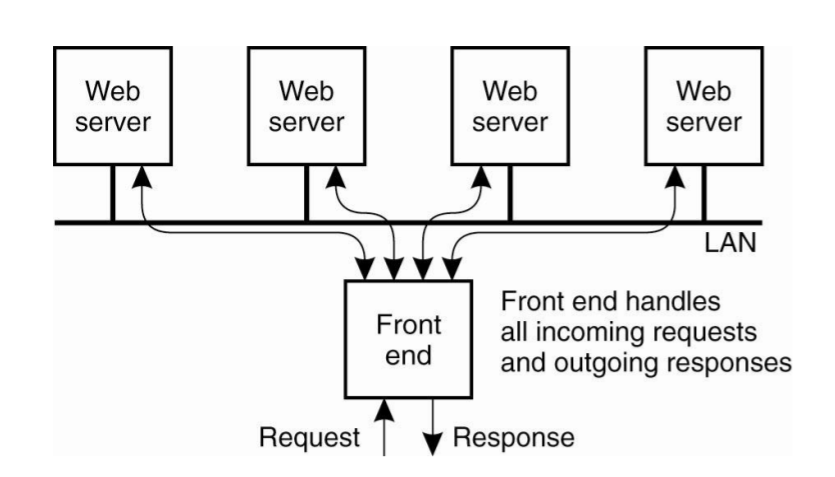 Web
server
Web
server
Web
server
Web
server
LAN
Front
end
Front end handles
all incoming requests
and outgoing responses
Request
Response